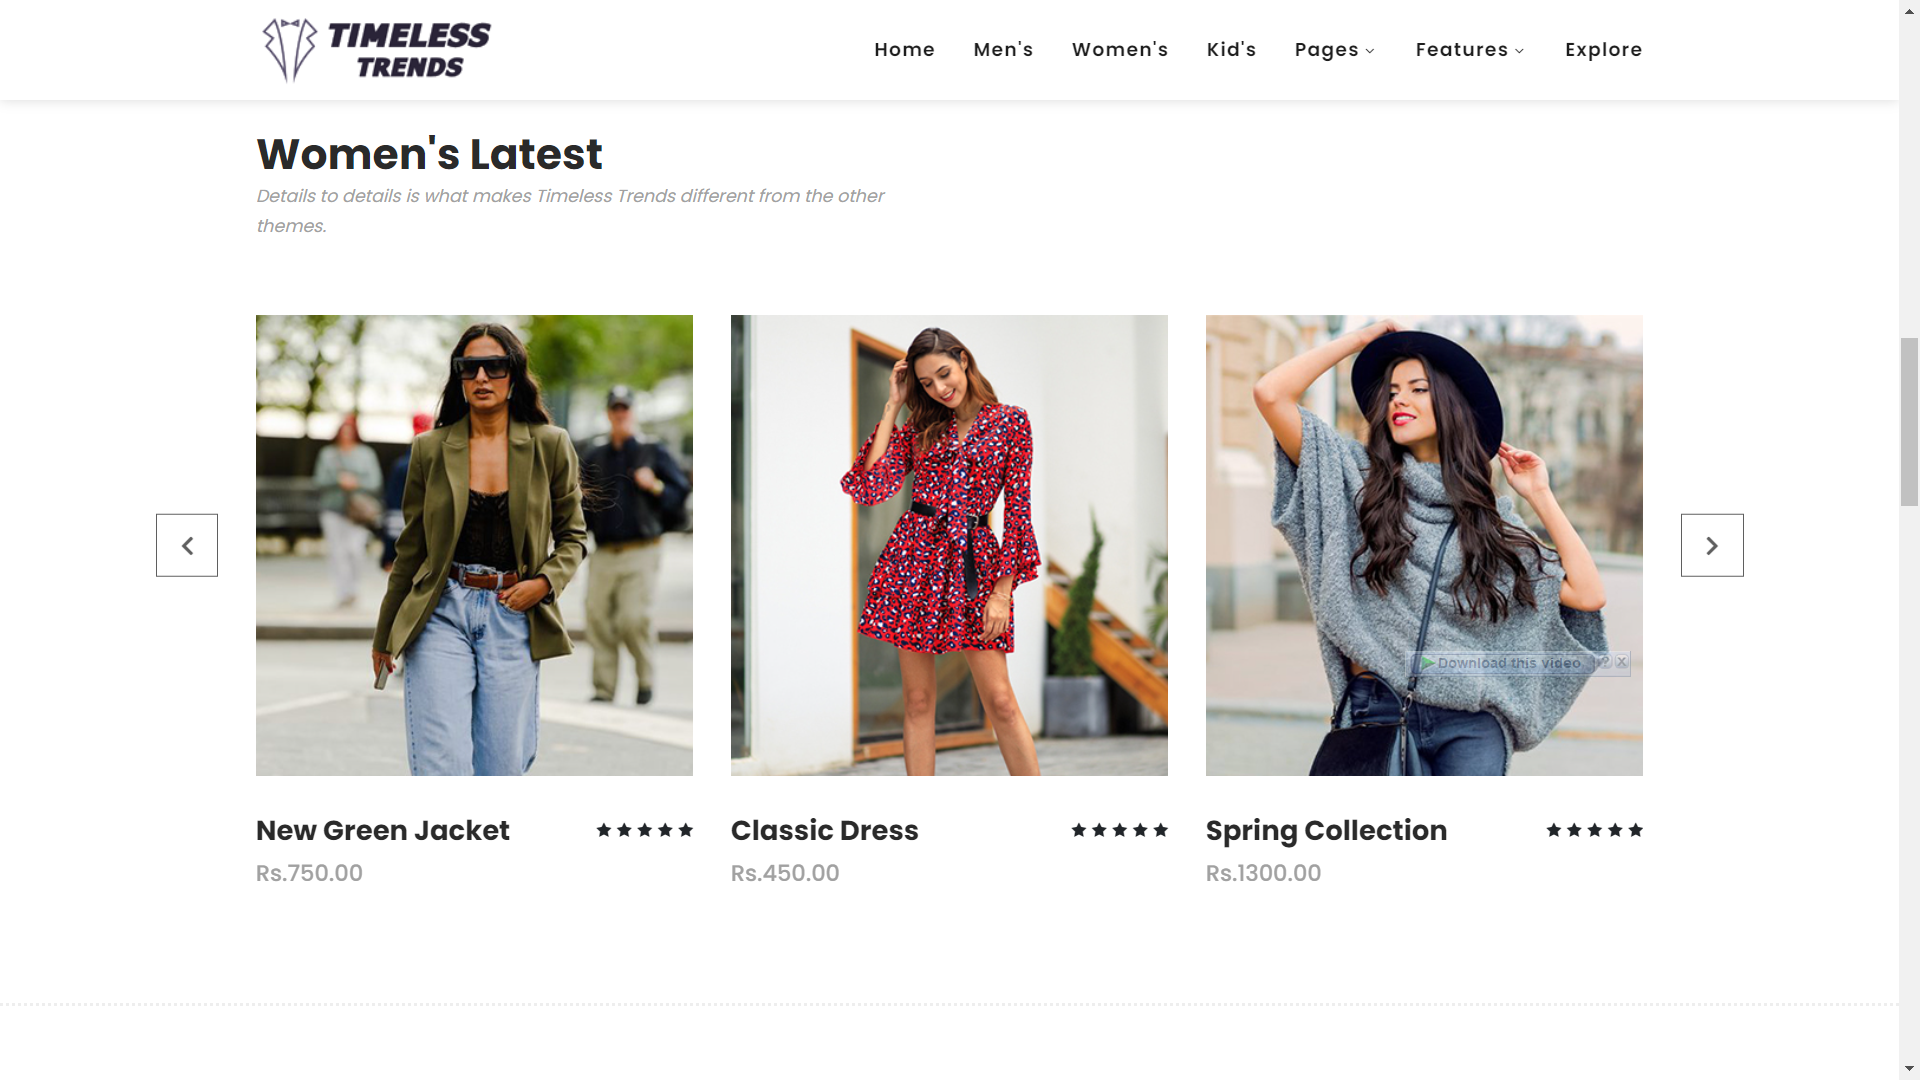 TIMELESS
TRENDS
Home Men's Women's Kid's Pages Features Explore
Women's Latest
Details to details is what makes Timeless Trends different from the other
themes.
Download this video ? X
New Green Jacket
Rs.750.00
Classic Dress
Rs.450.00
Spring Collection
Rs.1300.00